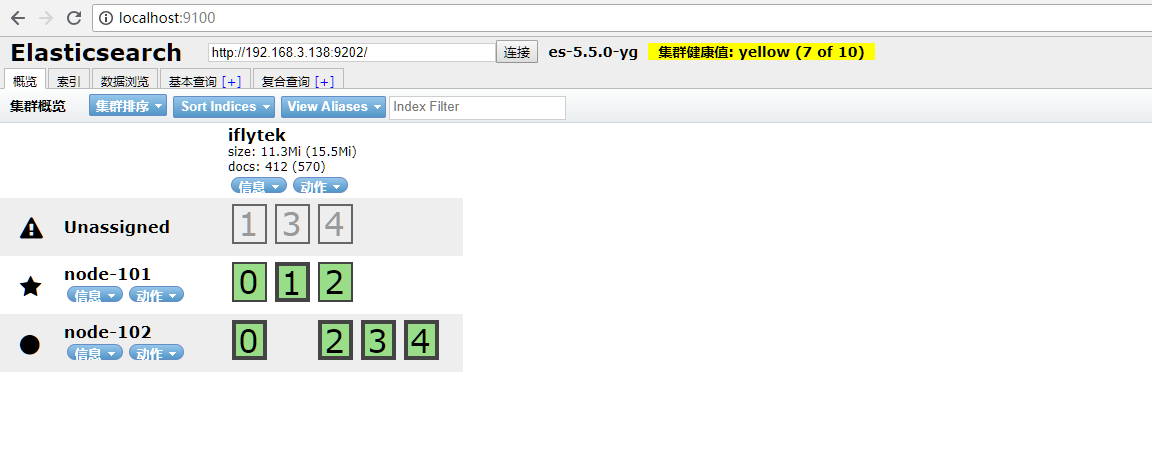 localhost:9100
Elasticsearch http://192.168.3.138:9202/ 连接 es-5.5.0-yg 集群健康值: yellow (7 of 10)
概览 索引 数据浏览 基本查询 [+] 复合查询 [+]
集群概览 集群排序 Sort Indices View Aliases Index Filter
iflytek
size: 11.3Mi (15.5Mi)
docs: 412 (570)
信息 动作
Unassigned 1 3 4
node-101 0 1 2
信息 动作
node-102 0 2 3 4
信息 动作